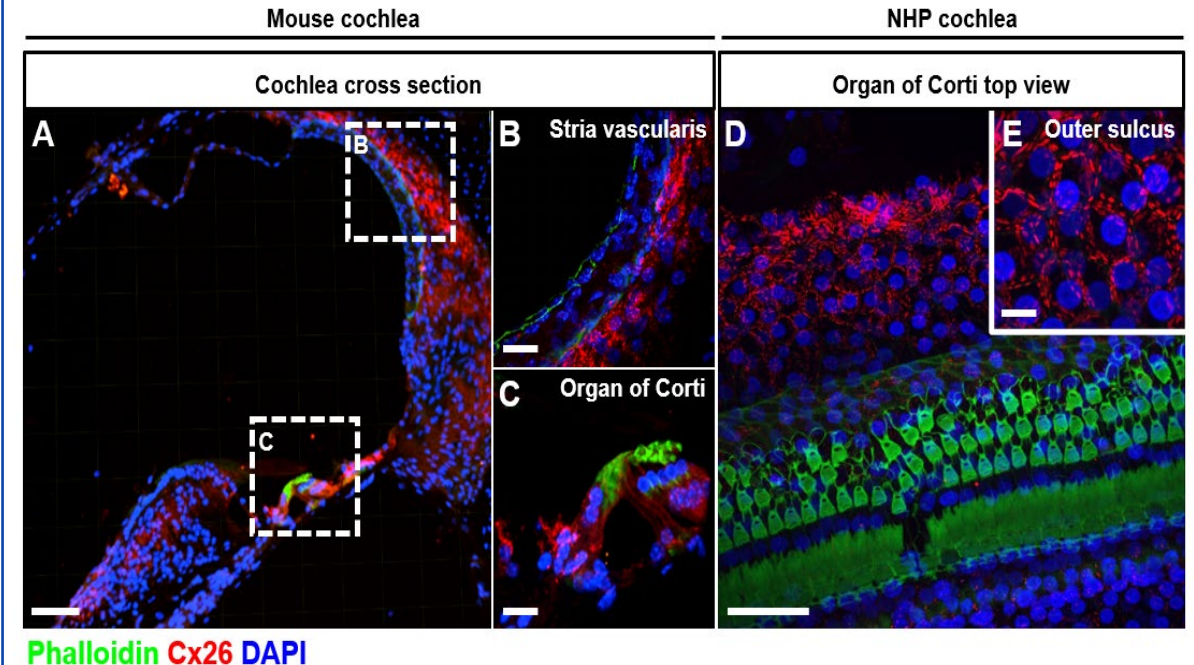 Mouse cochlea
NHP cochlea
Cochlea cross section
Organ of Corti top view
A
B
C
B
Stria vascularis
C
Organ of Corti
D
E
Outer sulcus
Phalloidin Cx26 DAPI